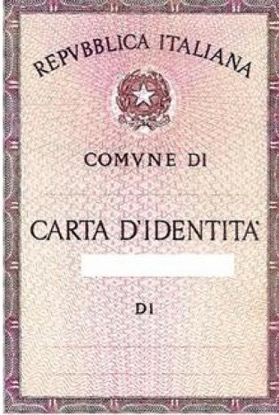 REPVBBLICA ITALIANA
COMVNE DI
CARTA D'IDENTITA'
DI